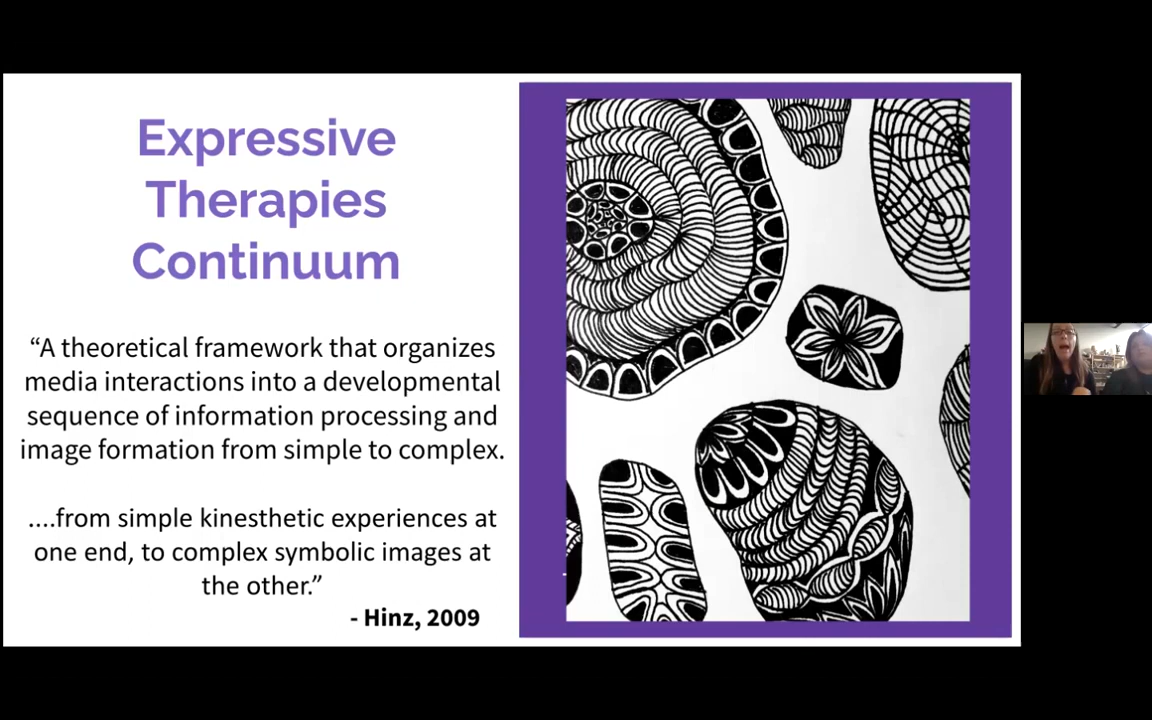 Expressive
Therapies
Continuum
“A theoretical framework that organizes
media interactions into a developmental
sequence of information processing and
image formation from simple to complex.
....from simple kinesthetic experiences at
one end, to complex symbolic images at
the other.”
- Hinz, 2009